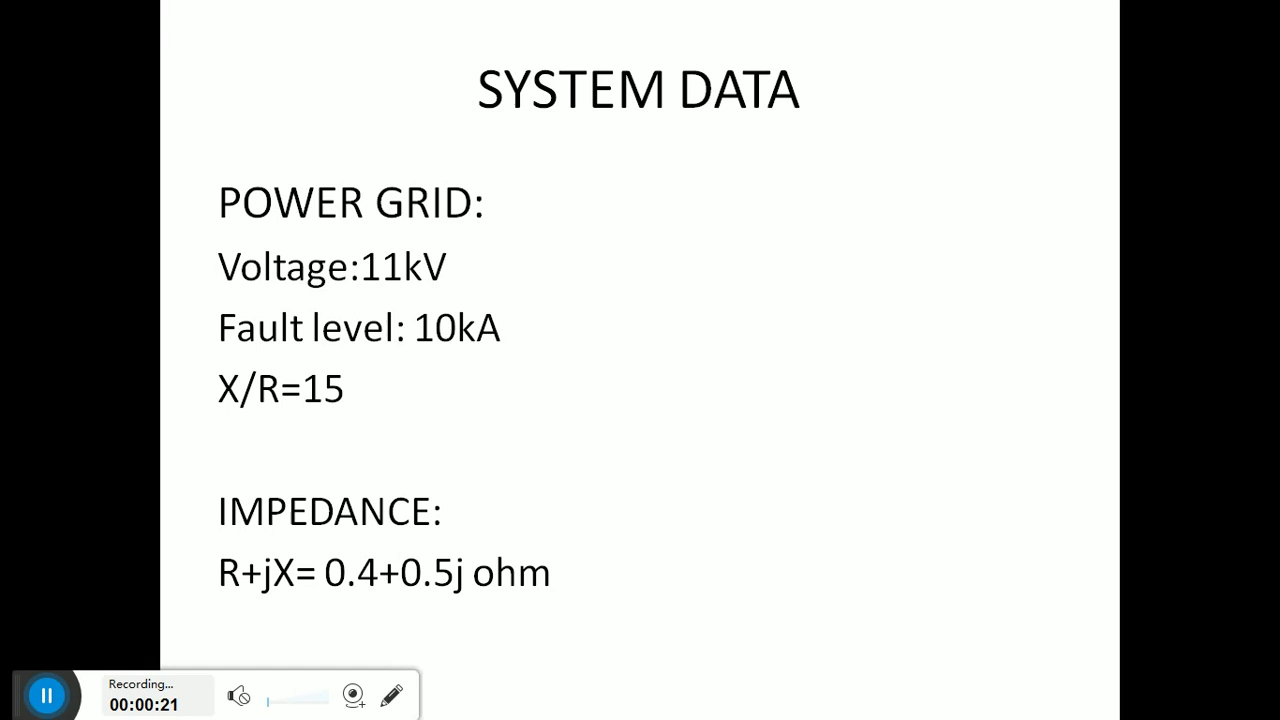 SYSTEM DATA
POWER GRID:
Voltage:11kV
Fault level: 10kA
X/R=15
IMPEDANCE:
R+jX= 0.4+0.5j ohm
Recording...
00:00:21